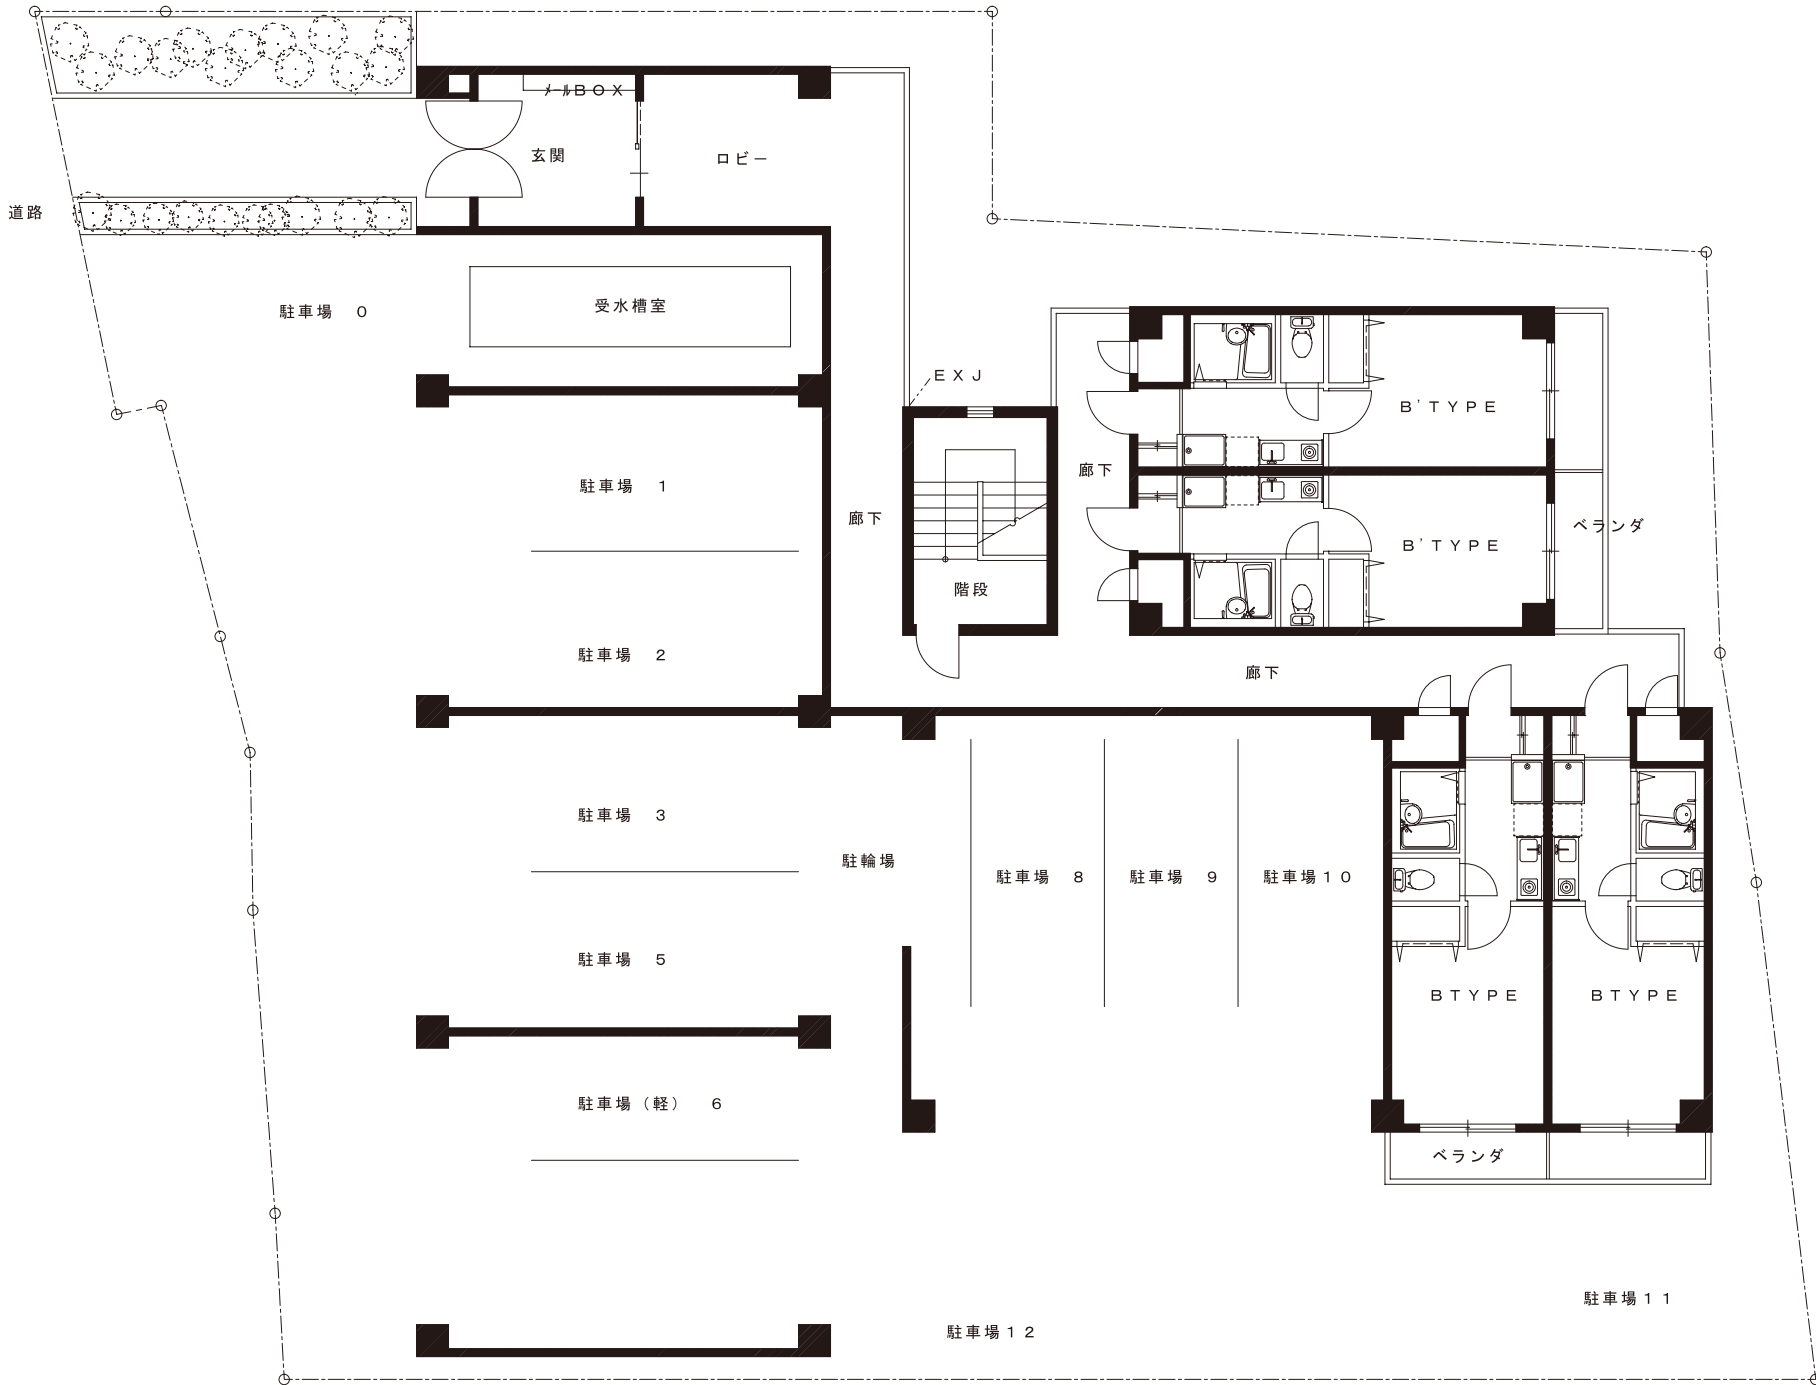 メールBOX
玄関
ロビー
道路
駐車場 0
受水槽室
EXJ
B'TYPE
廊下
駐車場 1
廊下
ベランダ
B'TYPE
階段
駐車場 2
廊下
駐車場 3
駐輪場
駐車場 8
駐車場 9
駐車場10
駐車場 5
BTYPE
BTYPE
駐車場(軽) 6
ベランダ
駐車場11
駐車場12